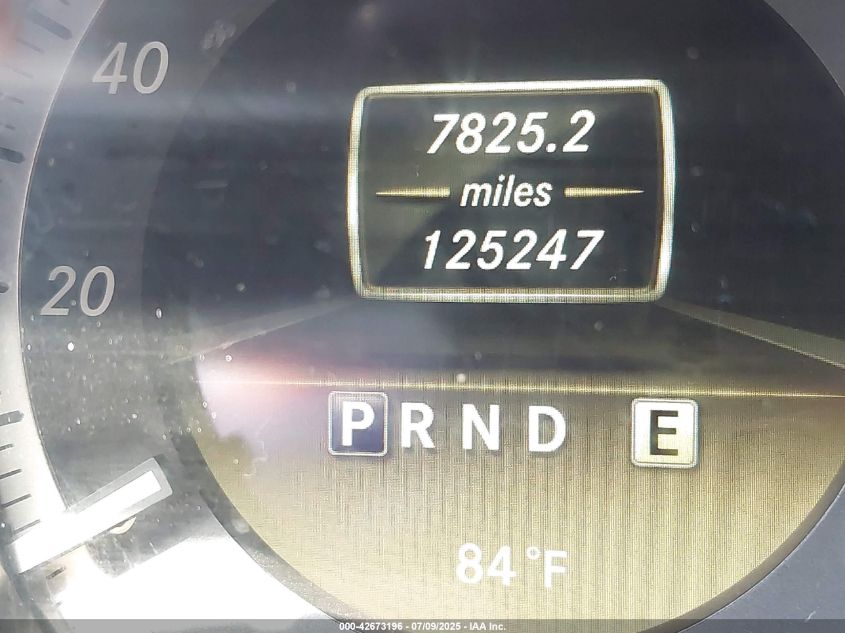 40
7825.2
miles
125247
20
P R N D E
84°F
000-42673196 - 07/09/2025 - IAA Inc.